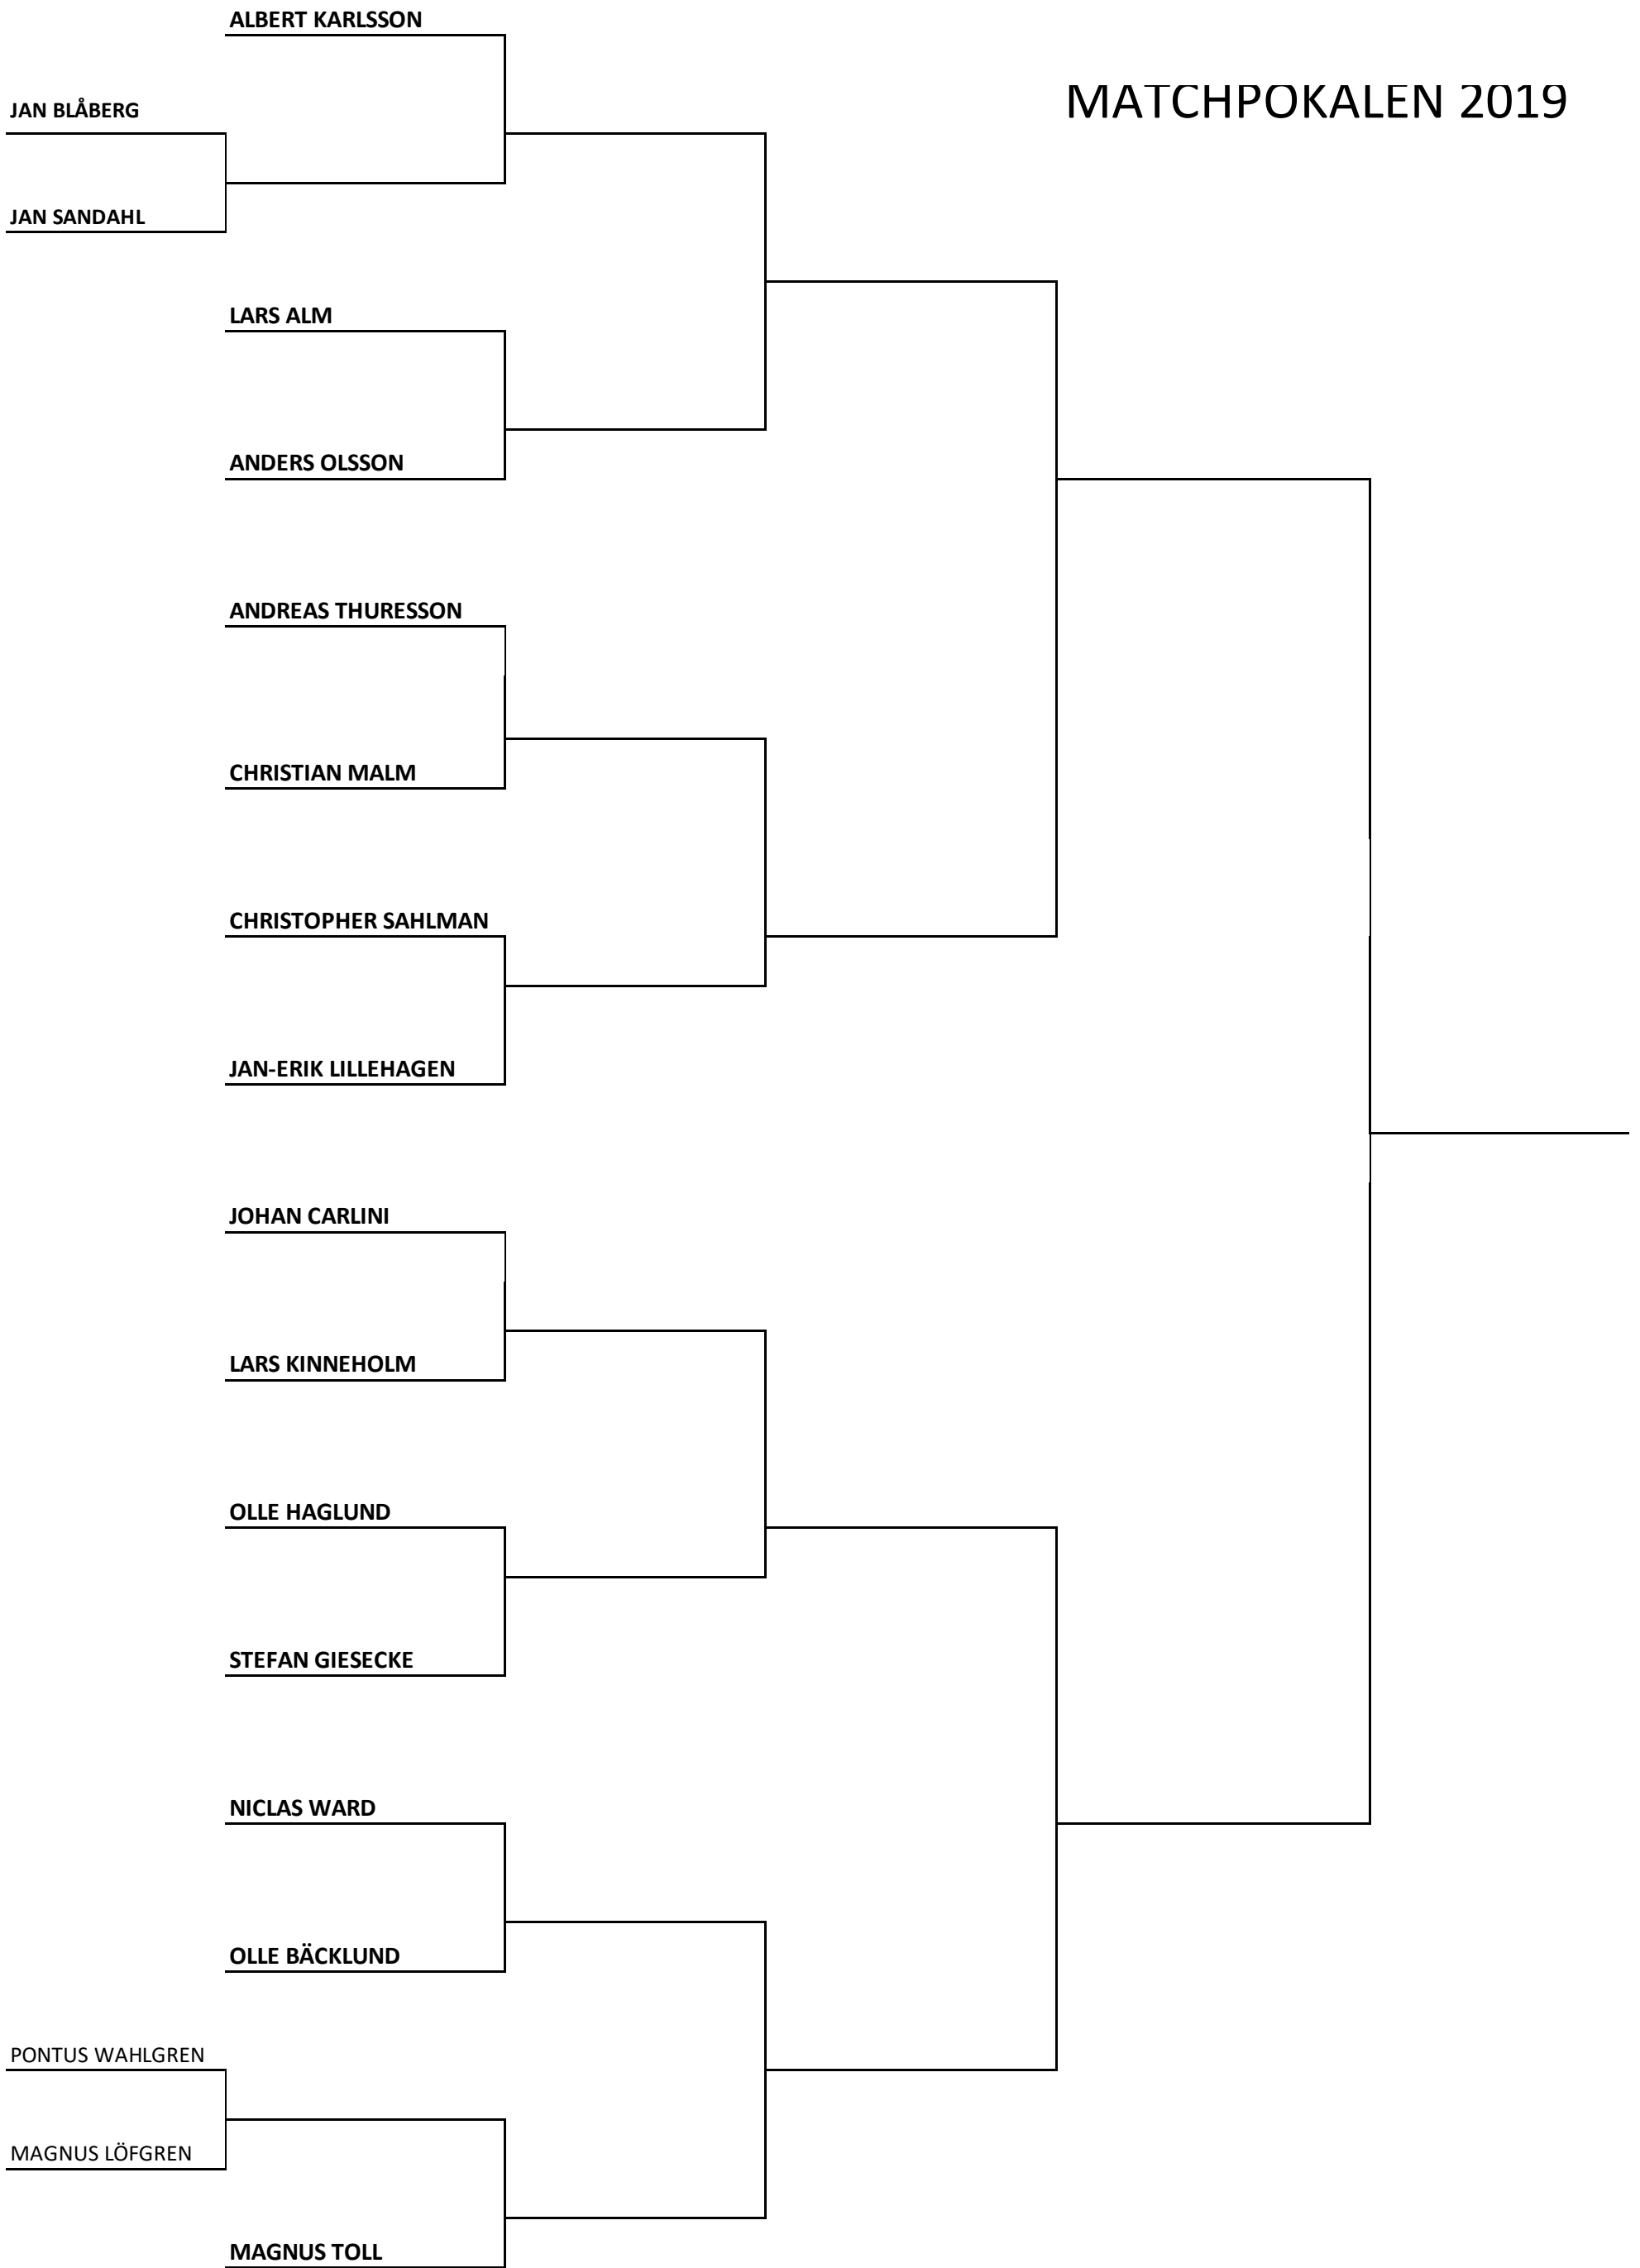 ALBERT KARLSSON
MATCHPOKALEN 2019
JAN BLÅBERG
JAN SANDAHL
LARS ALM
ANDERS OLSSON
ANDREAS THURESSON
CHRISTIAN MALM
CHRISTOPHER SAHLMAN
JAN-ERIK LILLEHAGEN
JOHAN CARLINI
LARS KINNEHOLM
OLLE HAGLUND
STEFAN GIESECKE
NICLAS WARD
OLLE BÄCKLUND
PONTUS WAHLGREN
MAGNUS LÖFGREN
MAGNUS TOLL